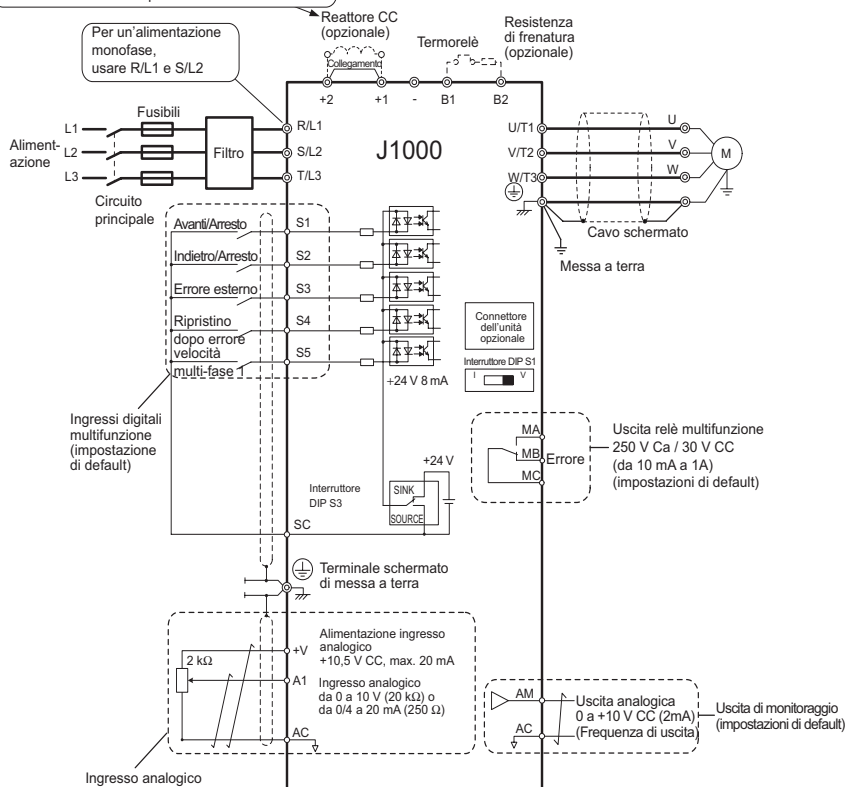 Reattore CC
(opzionale)
Resistenza
di frenatura
(opzionale)
Termorelè
Per un'alimentazione
monofase,
usare R/L1 e S/L2
Collegamento
+2
+1
-
B1
B2
Fusibili
L1
L2
L3
Aliment-
azione
Filtro
R/L1
S/L2
T/L3
J1000
U/T1
V/T2
W/T3
U
V
W
M
Circuito
principale
Cavo schermato
Messa a terra
Avanti/Arresto
S1
Indietro/Arresto
S2
Errore esterno
S3
Ripristino
dopo errore
S4
velocità
multi-fase 1
S5
+24 V 8 mA
Connettore
dell'unità
opzionale
Interruttore DIP S1
I
V
Ingressi digitali
multifunzione
(impostazione
di default)
MA
MB
MC
Errore
Uscita relè multifunzione
250 V Ca / 30 V CC
(da 10 mA a 1A)
(impostazioni di default)
+24 V
Interruttore
DIP S3
SINK
SOURCE
SC
Terminale schermato
di messa a terra
2 kΩ
+V
Alimentazione ingresso
analogico
+10,5 V CC, max. 20 mA
A1
Ingresso analogico
da 0 a 10 V (20 kΩ) o
da 0/4 a 20 mA (250 Ω)
AC
AM
AC
Uscita analogica
0 a +10 V CC (2mA)
(Frequenza di uscita)
Uscita di monitoraggio
(impostazioni di default)
Ingresso analogico